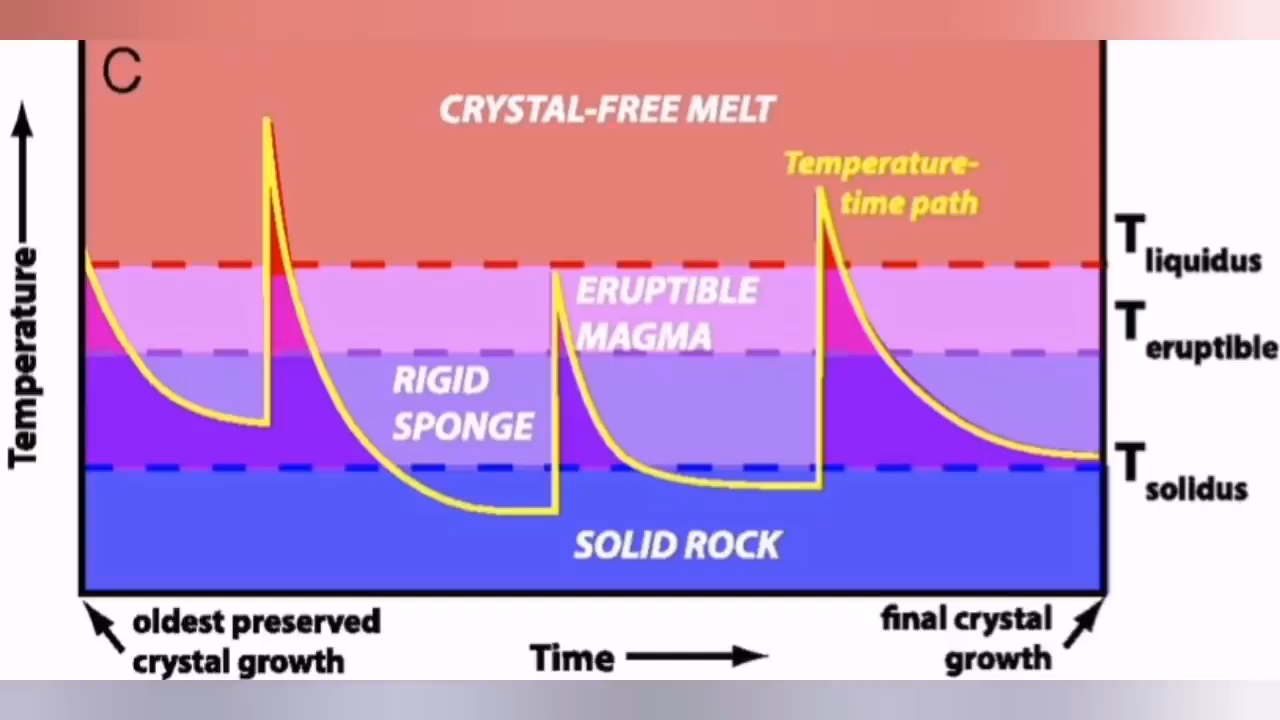 C
CRYSTAL-FREE MELT
Temperature-
time path
Temperature
T liquidus
ERUPTIBLE
MAGMA
T eruptible
RIGID
SPONGE
T solidus
SOLID ROCK
oldest preserved
crystal growth
Time
final crystal
growth